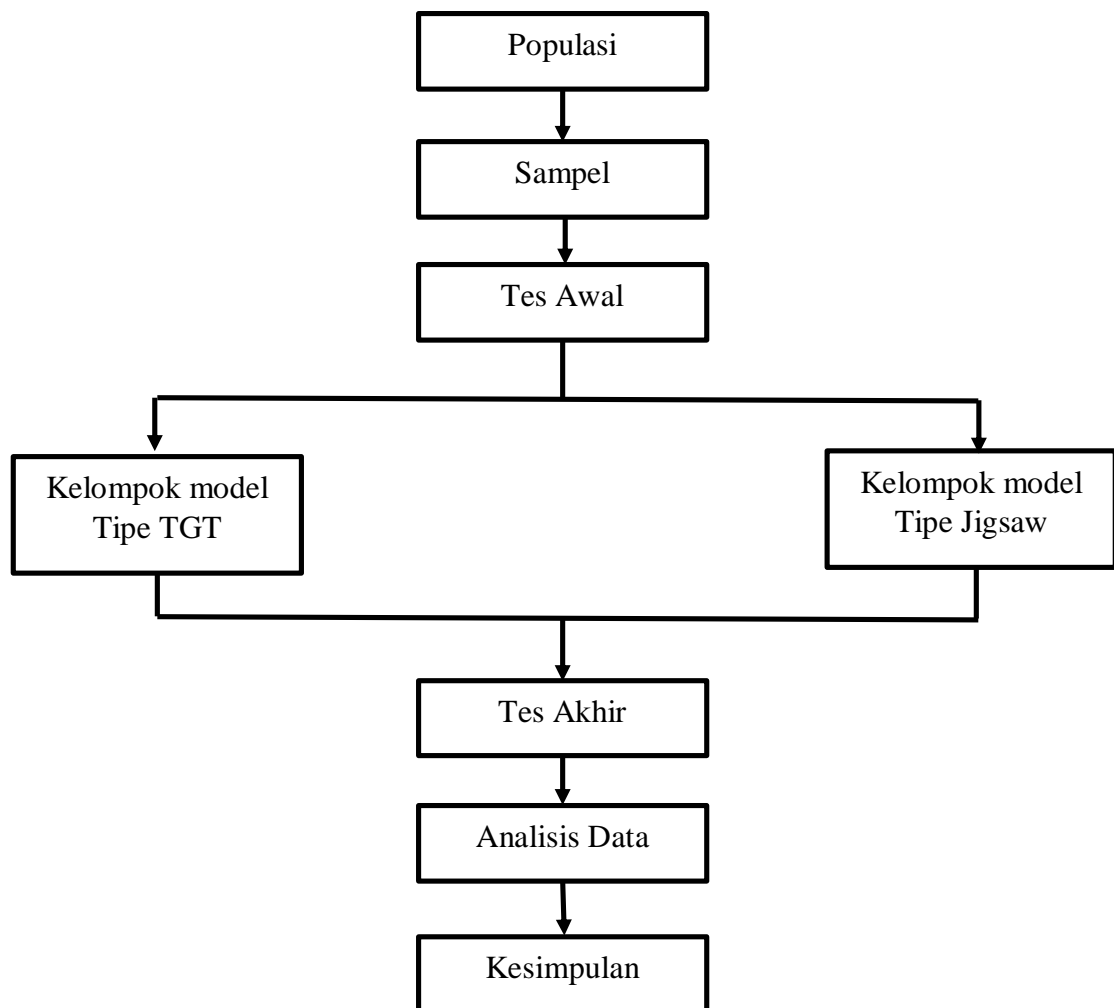 Populasi
Sampel
Tes Awal
Kelompok model
Tipe TGT
Kelompok model
Tipe Jigsaw
Tes Akhir
Analisis Data
Kesimpulan